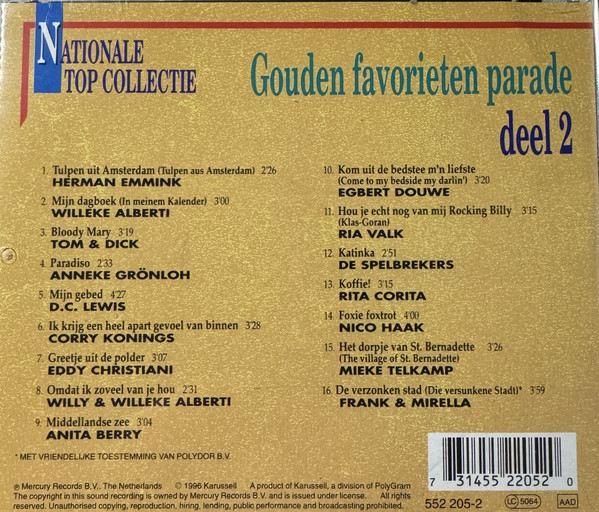 NATIONALE
TOP COLLECTIE
Gouden favorieten parade
deel 2
1. Tulpen uit Amsterdam (Tulpen aus Amsterdam) 2'26
HERMAN EMMINK
2. Mijn dagboek (In meinem Kalender) 3'00
WILLEKE ALBERTI
3. Bloody Mary 3'19
TOM & DICK
4. Paradiso 2'33
ANNEKE GRÖNLOH
5. Mijn gebed 4'27
D.C. LEWIS
6. Ik krijg een heel apart gevoel van binnen 3'28
CORRY KONINGS
7. Greetje uit de polder 3'07
EDDY CHRISTIANI
8. Omdat ik zoveel van je hou 2'31
WILLY & WILLEKE ALBERTI
9. Middellandse zee 3'04
ANITA BERRY
10. Kom uit de bedstee m'n liefste
(Come to my bedside my darlin') 3'20
EGBERT DOUWE
11. Hou je echt nog van mij Rocking Billy 3'15
(Klas-Goran)
RIA VALK
12. Katinka 2'51
DE SPELBREKERS
13. Koffie! 3'15
RITA CORITA
14. Foxie foxtrot 4'00
NICO HAAK
15. Het dorpje van St. Bernadette 3'26
(The village of St. Bernadette)
MIEKE TELKAMP
16. De verzonken stad (Die versunkene Stadt)* 3'59
FRANK & MIRELLA
* MET VRIENDELIJKE TOESTEMMING VAN POLYDOR B.V.
℗ Mercury Records B.V., The Netherlands © 1996 Karussell A product of Karussell, a division of PolyGram
The copyright in this sound recording is owned by Mercury Records B.V. and is issued under license. All rights
reserved. Unauthorised copying, reproduction, hiring, lending, public performance and broadcasting prohibited.
7 31455 22052 0
552 205-2 LC 5064 AAD